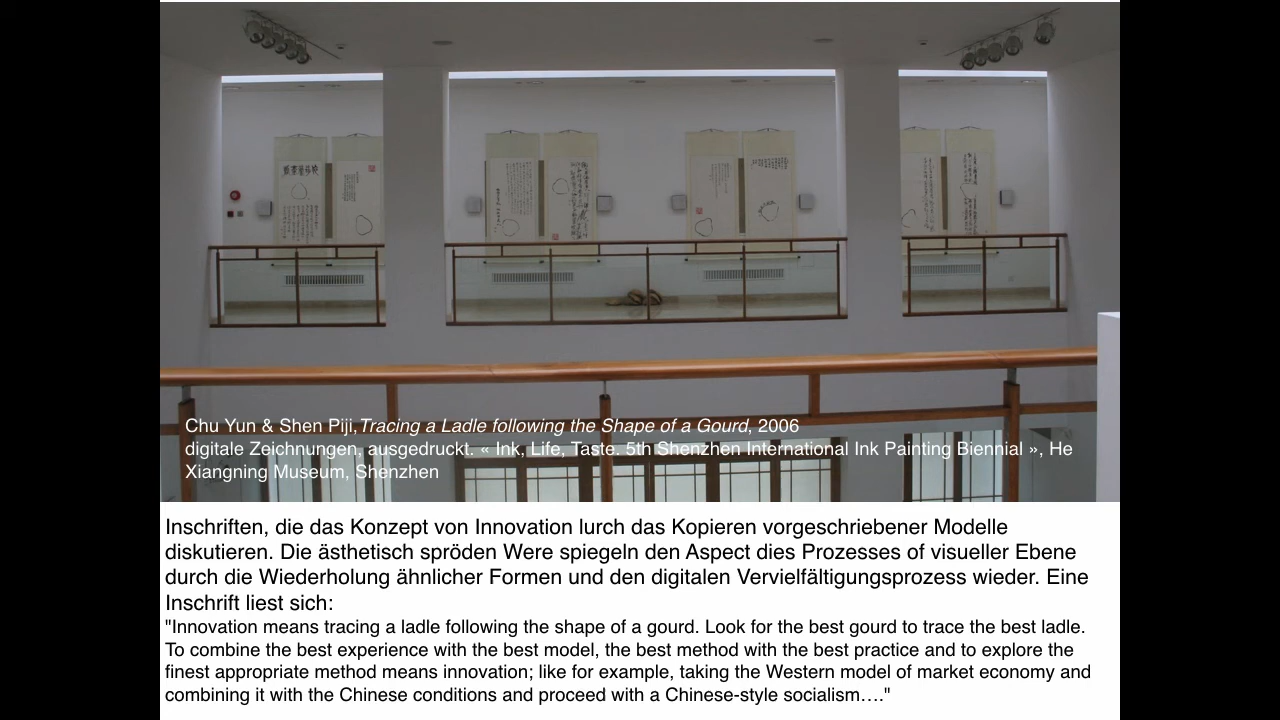 Chu Yun & Shen Piji,Tracing a Ladle following the Shape of a Gourd, 2006
digitale Zeichnungen, ausgedruckt. « Ink, Life, Taste. 5th Shenzhen International Ink Painting Biennial », He
Xiangning Museum, Shenzhen
Inschriften, die das Konzept von Innovation lurch das Kopieren vorgeschriebener Modelle
diskutieren. Die ästhetisch spröden Were spiegeln den Aspect dies Prozesses of visueller Ebene
durch die Wiederholung ähnlicher Formen und den digitalen Vervielfältigungsprozess wieder. Eine
Inschrift liest sich:
"Innovation means tracing a ladle following the shape of a gourd. Look for the best gourd to trace the best ladle.
To combine the best experience with the best model, the best method with the best practice and to explore the
finest appropriate method means innovation; like for example, taking the Western model of market economy and
combining it with the Chinese conditions and proceed with a Chinese-style socialism…."